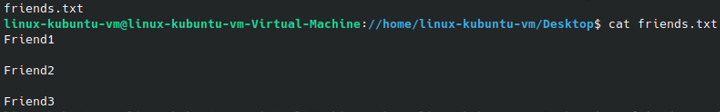 friends.txt
linux-kubuntu-vm@linux-kubuntu-vm-Virtual-Machine://home/linux-kubuntu-vm/Desktop$ cat friends.txt
Friend1
Friend2
Friend3